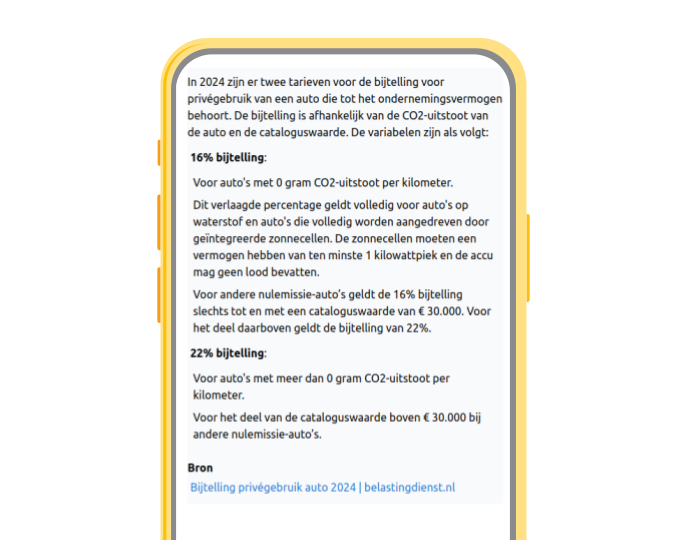 In 2024 zijn er twee tarieven voor de bijtelling voor
privégebruik van een auto die tot het ondernemingsvermogen
behoort. De bijtelling is afhankelijk van de CO2-uitstoot van
de auto en de cataloguswaarde. De variabelen zijn als volgt:
16% bijtelling:
Voor auto's met 0 gram CO2-uitstoot per kilometer.
Dit verlaagde percentage geldt volledig voor auto's op
waterstof en auto's die volledig worden aangedreven door
geïntegreerde zonnecellen. De zonnecellen moeten een
vermogen hebben van ten minste 1 kilowattpiek en de accu
mag geen lood bevatten.
Voor andere nulemissie-auto's geldt de 16% bijtelling
slechts tot en met een cataloguswaarde van € 30.000. Voor
het deel daarboven geldt de bijtelling van 22%.
22% bijtelling:
Voor auto's met meer dan 0 gram CO2-uitstoot per
kilometer.
Voor het deel van de cataloguswaarde boven € 30.000 bij
andere nulemissie-auto's.
Bron
Bijtelling privégebruik auto 2024 | belastingdienst.nl